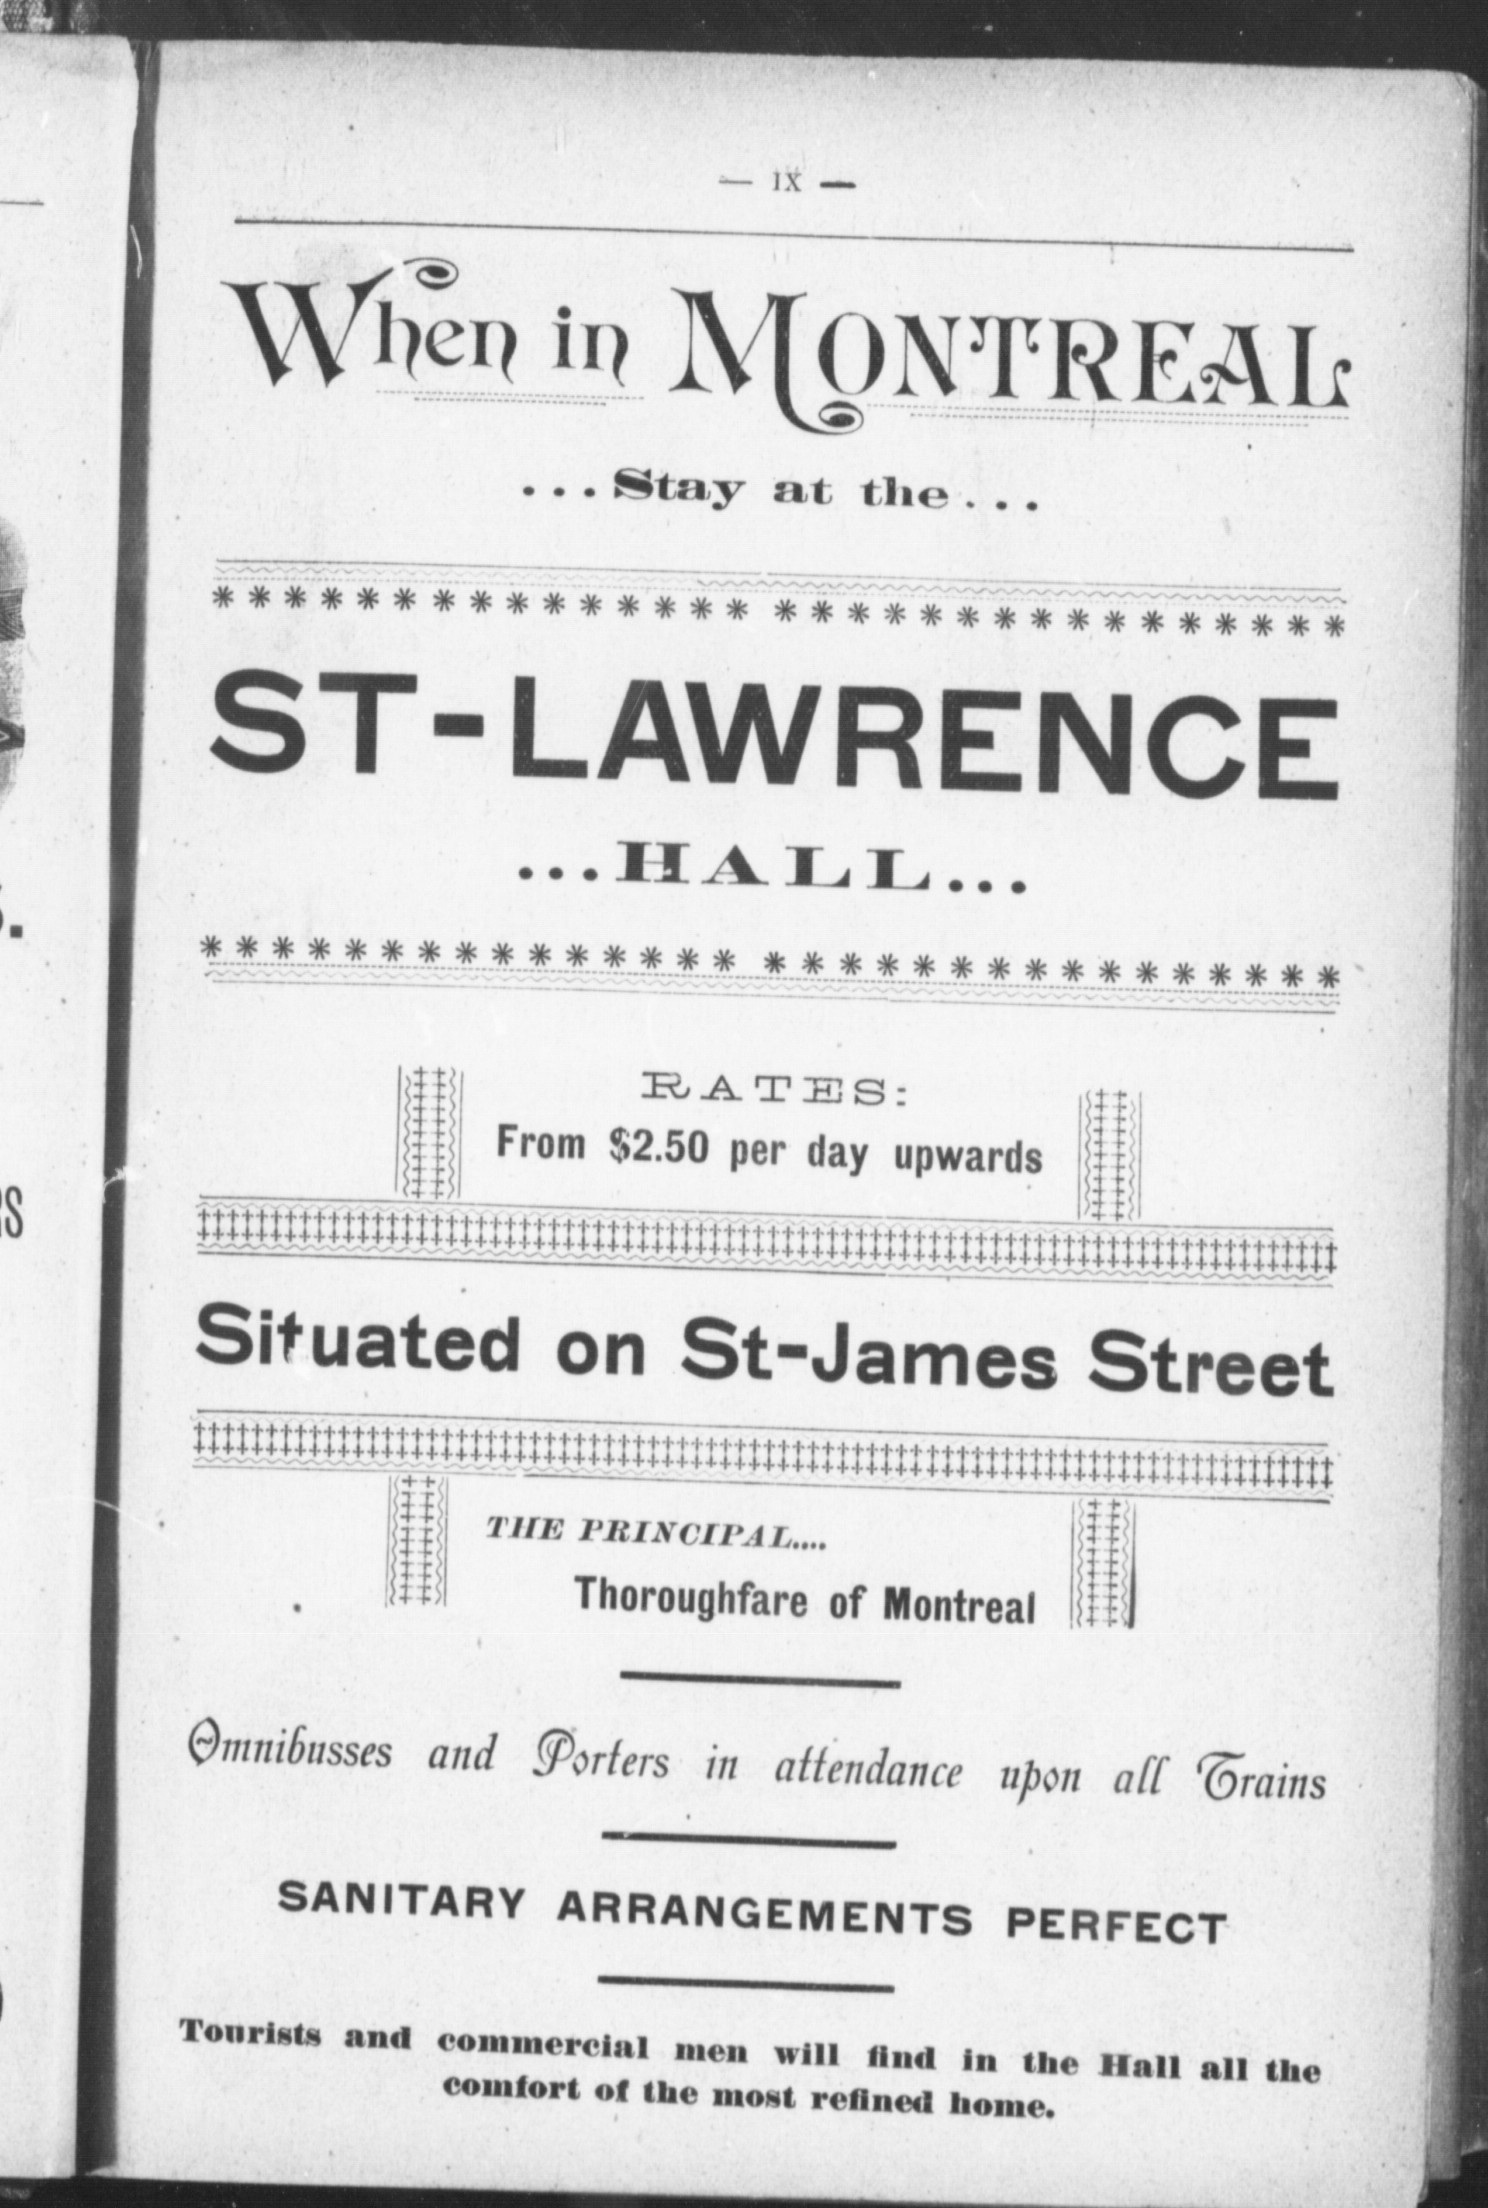 — IX —
When in MONTREAL
...Stay at the...
* * * * * * * * * * * * * * * * * * * * * * * * * * * * * *
ST-LAWRENCE
...HALL...
* * * * * * * * * * * * * * * * * * * * * * * * * * * * * *
RATES:
From $2.50 per day upwards
Situated on St-James Street
THE PRINCIPAL....
Thoroughfare of Montreal
Omnibusses and Porters in attendance upon all Trains
SANITARY ARRANGEMENTS PERFECT
Tourists and commercial men will find in the Hall all the
comfort of the most refined home.